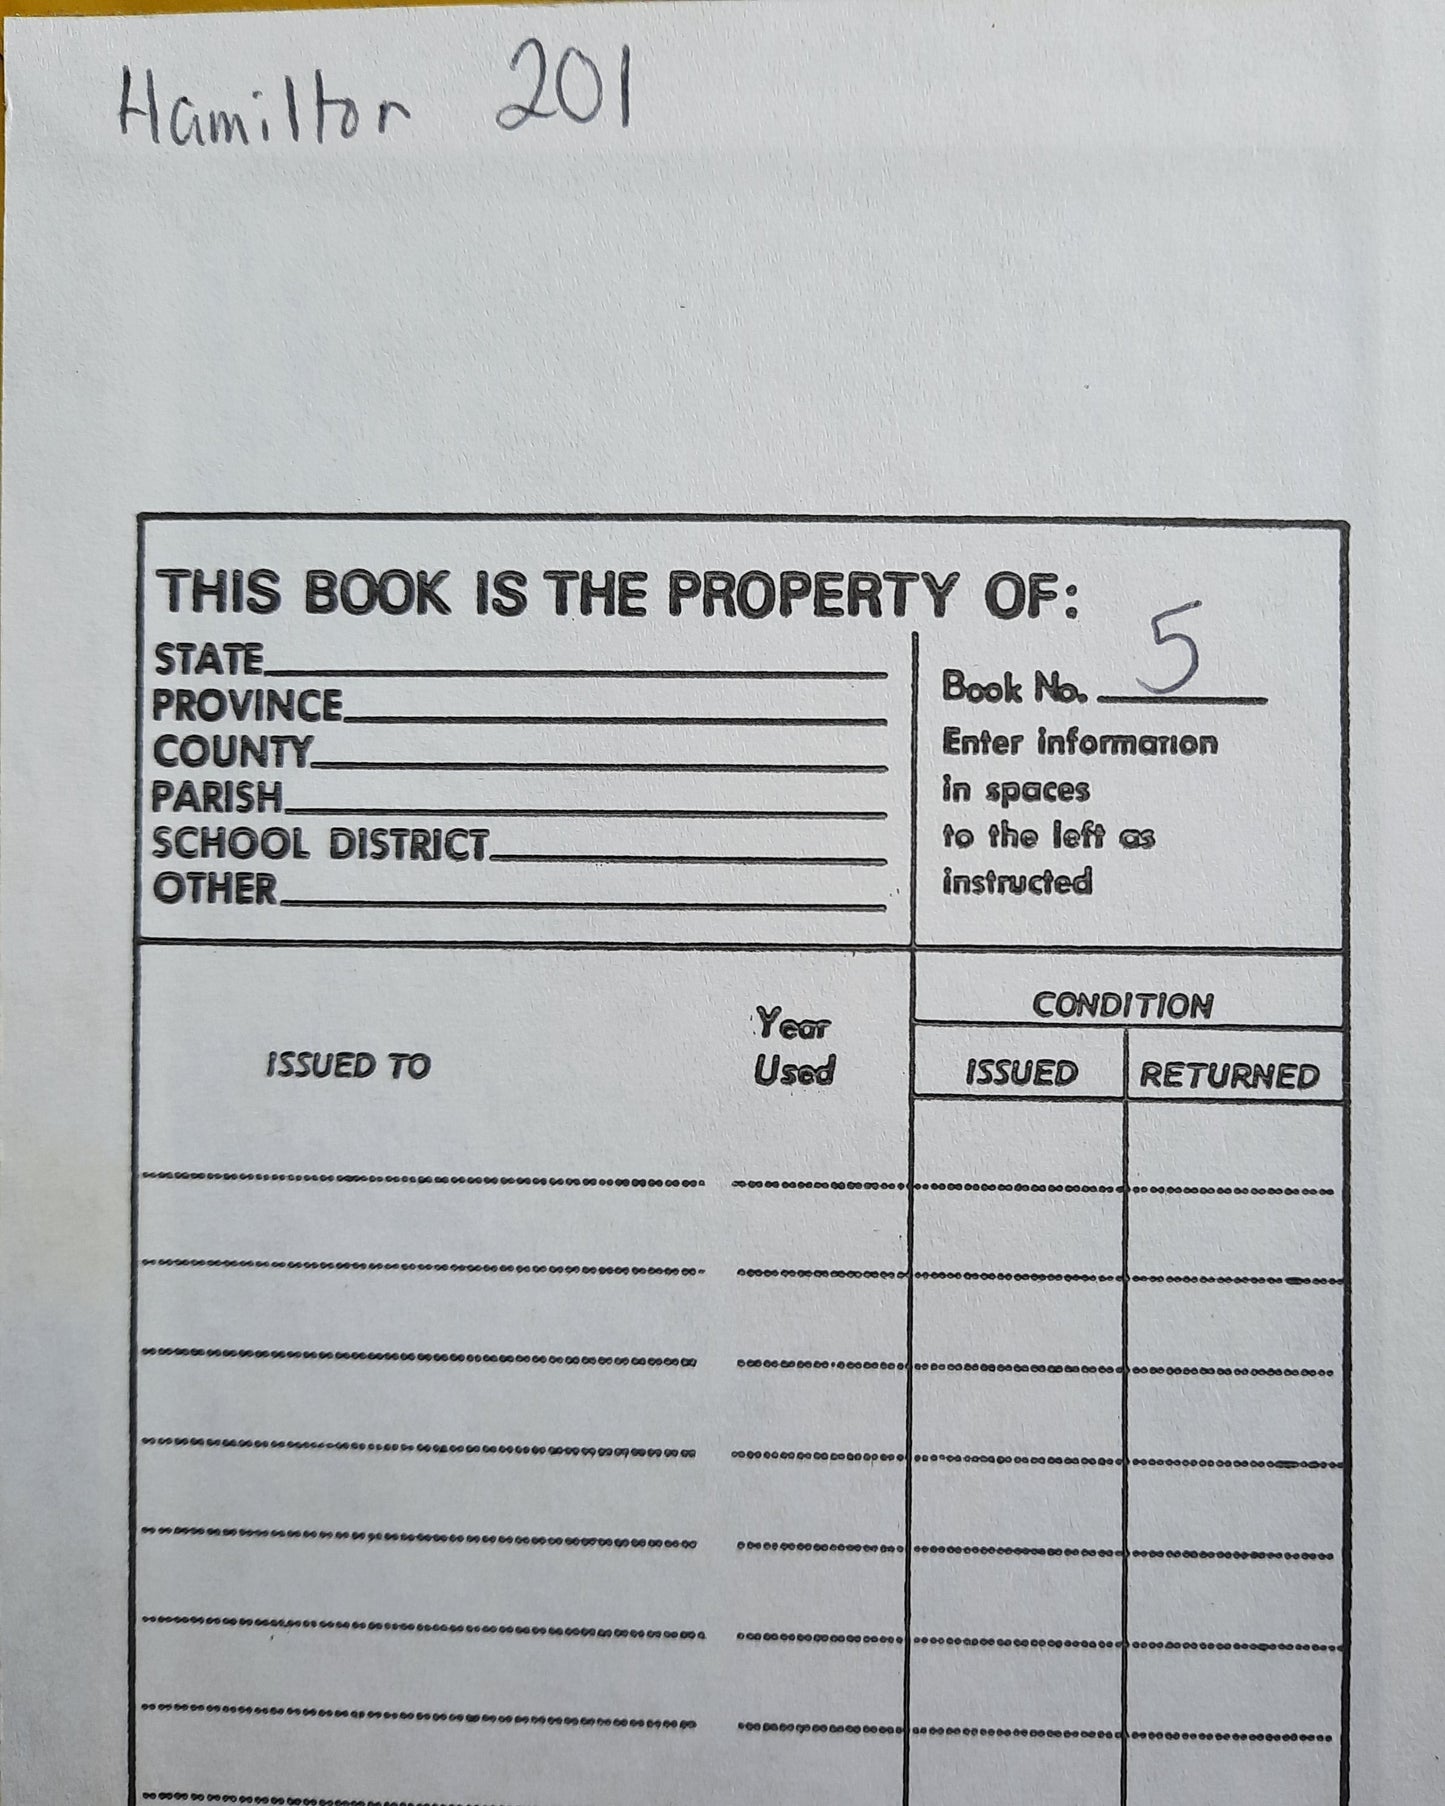 Hamilton 201
THIS BOOK IS THE PROPERTY OF:
STATE
PROVINCE
COUNTY
PARISH
SCHOOL DISTRICT
OTHER
Book No. 5
Enter information
in spaces
to the left as
instructed
ISSUED TO
Year
Used
CONDITION
ISSUED
RETURNED